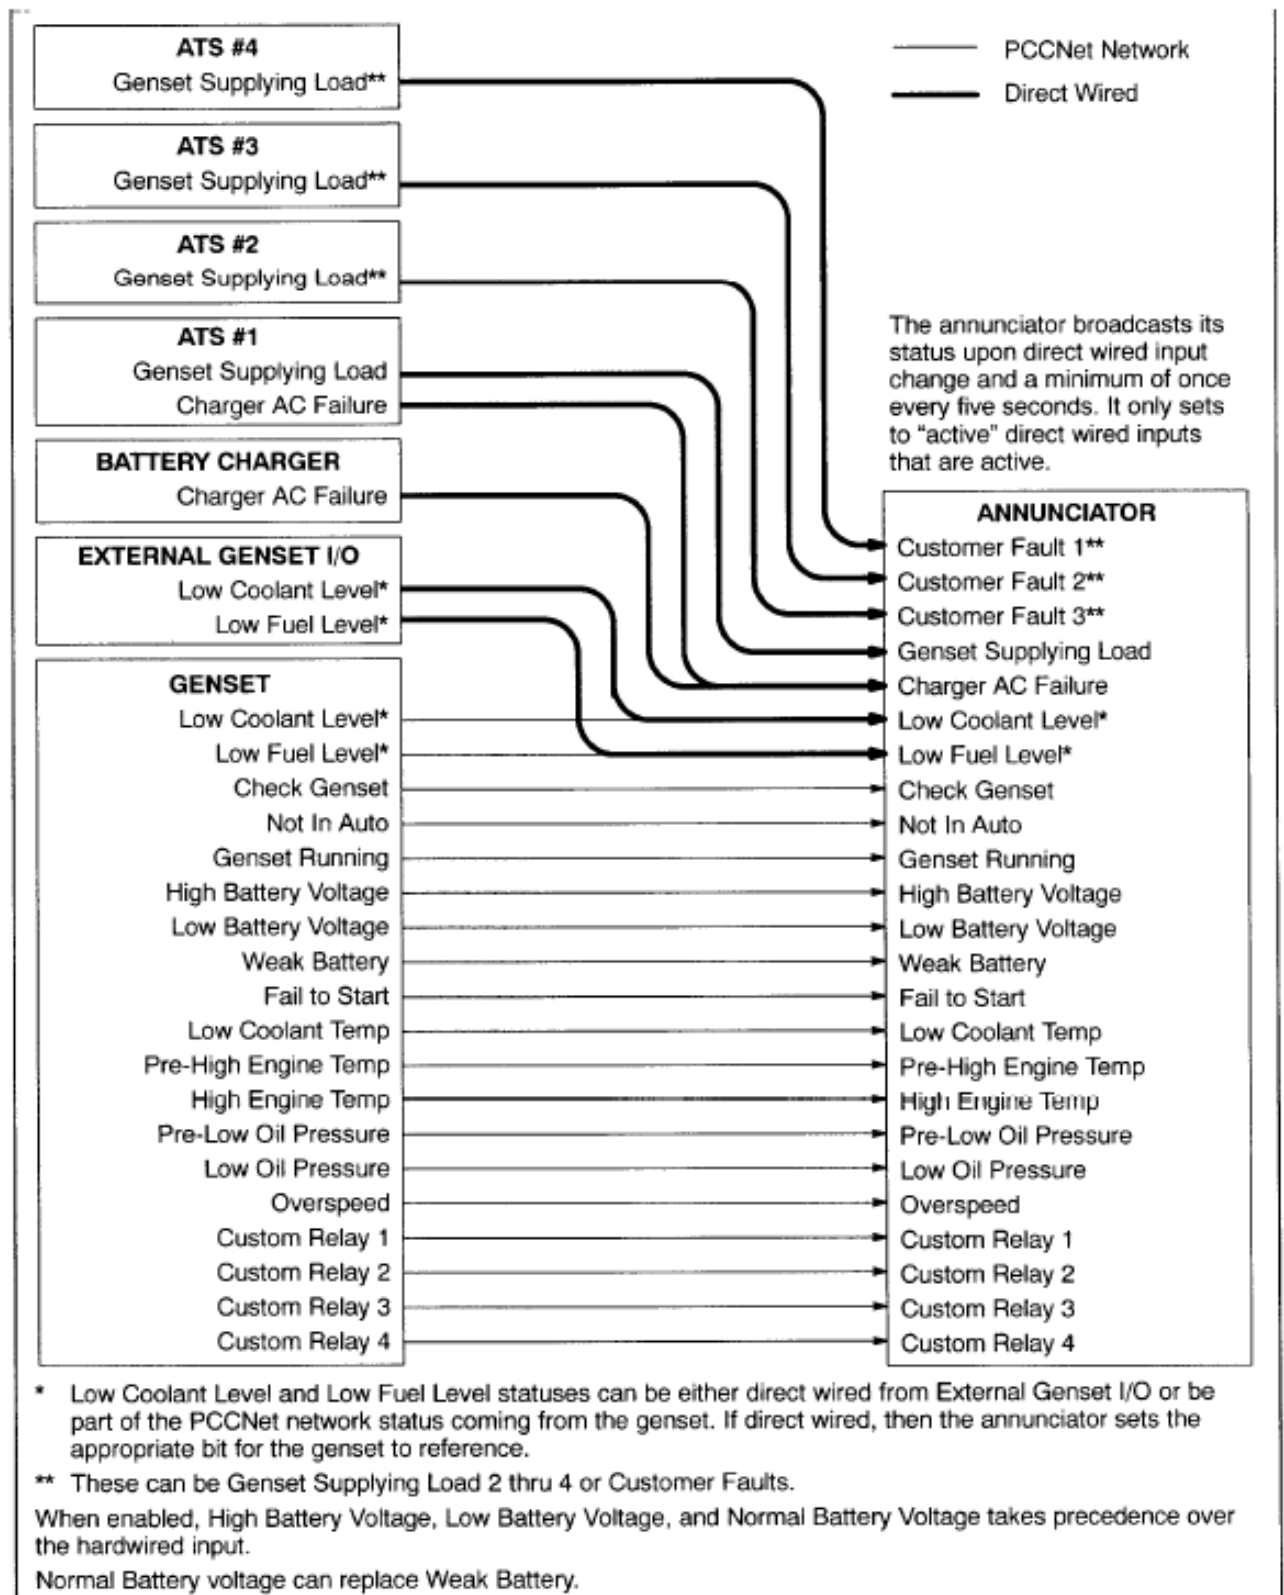 ATS #4
Genset Supplying Load**
PCCNet Network
Direct Wired
ATS #3
Genset Supplying Load**
ATS #2
Genset Supplying Load**
ATS #1
Genset Supplying Load
Charger AC Failure
The annunciator broadcasts its
status upon direct wired input
change and a minimum of once
every five seconds. It only sets
to “active” direct wired inputs
that are active.
BATTERY CHARGER
Charger AC Failure
EXTERNAL GENSET I/O
Low Coolant Level*
Low Fuel Level*
GENSET
Low Coolant Level*
Low Fuel Level*
Check Genset
Not In Auto
Genset Running
High Battery Voltage
Low Battery Voltage
Weak Battery
Fail to Start
Low Coolant Temp
Pre-High Engine Temp
High Engine Temp
Pre-Low Oil Pressure
Low Oil Pressure
Overspeed
Custom Relay 1
Custom Relay 2
Custom Relay 3
Custom Relay 4
ANNUNCIATOR
Customer Fault 1**
Customer Fault 2**
Customer Fault 3**
Genset Supplying Load
Charger AC Failure
Low Coolant Level*
Low Fuel Level*
Check Genset
Not In Auto
Genset Running
High Battery Voltage
Low Battery Voltage
Weak Battery
Fail to Start
Low Coolant Temp
Pre-High Engine Temp
High Engine Temp
Pre-Low Oil Pressure
Low Oil Pressure
Overspeed
Custom Relay 1
Custom Relay 2
Custom Relay 3
Custom Relay 4
* Low Coolant Level and Low Fuel Level statuses can be either direct wired from External Genset I/O or be
part of the PCCNet network status coming from the genset. If direct wired, then the annunciator sets the
appropriate bit for the genset to reference.
** These can be Genset Supplying Load 2 thru 4 or Customer Faults.
When enabled, High Battery Voltage, Low Battery Voltage, and Normal Battery Voltage takes precedence over
the hardwired input.
Normal Battery voltage can replace Weak Battery.